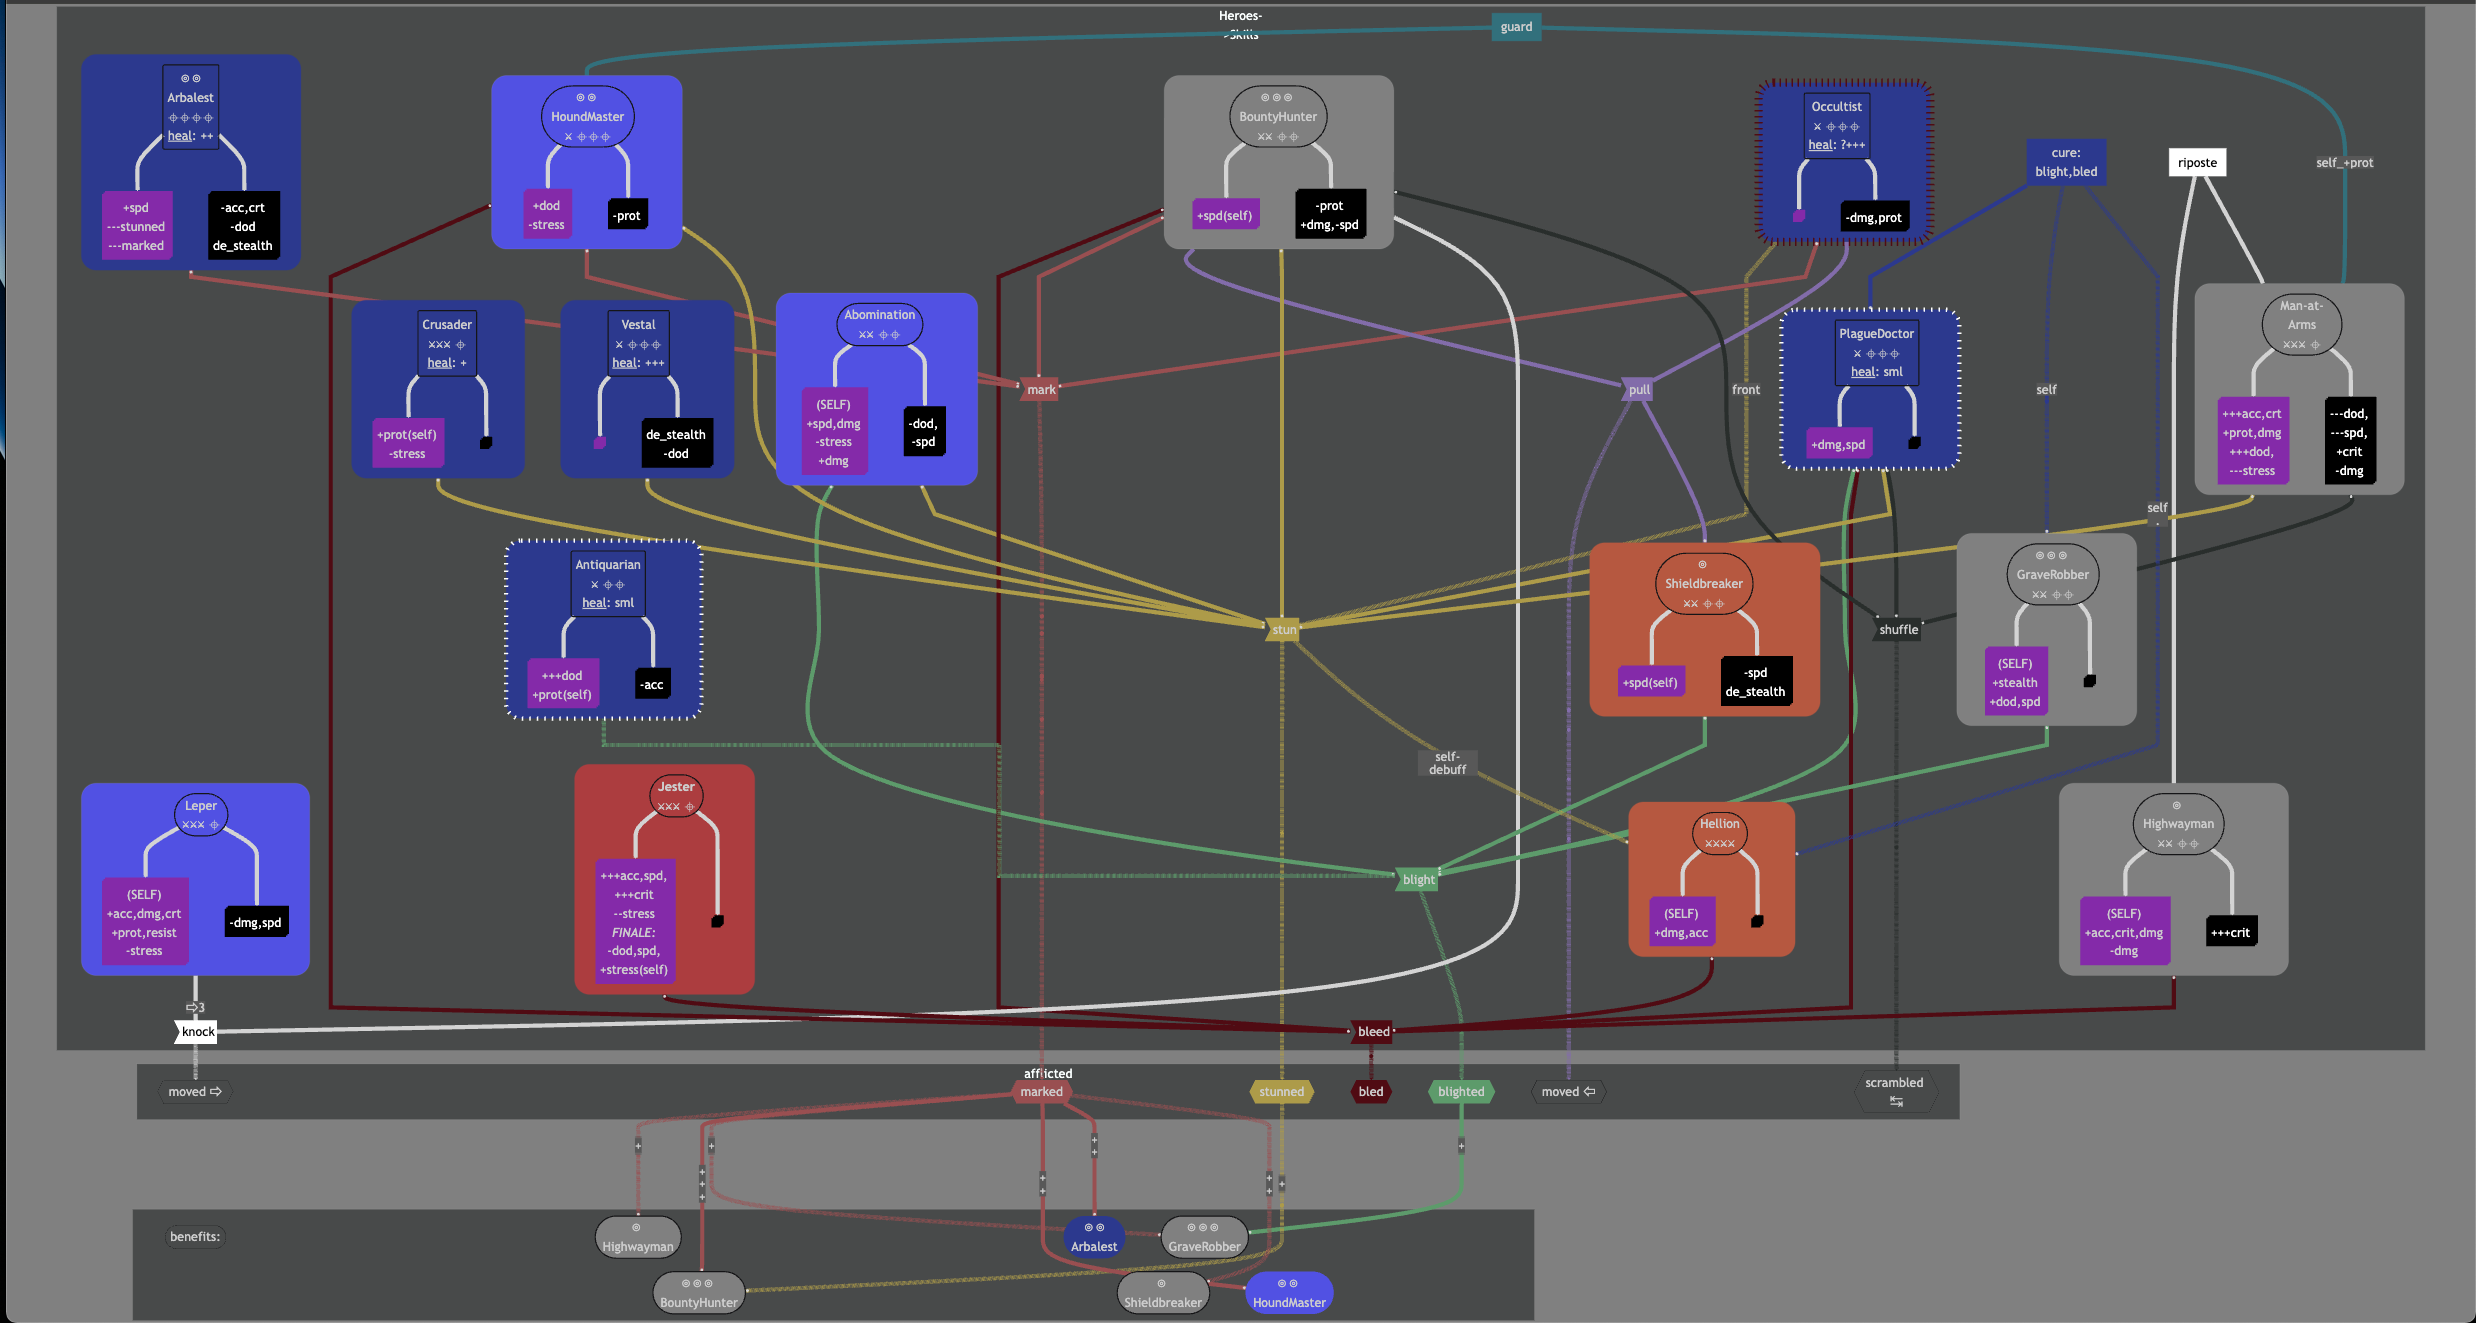 Heroes-
>Skills
guard
Arbalest
heal: ++
+spd
---stunned
---marked
-acc,crt
-dod
de_stealth
HoundMaster
+dod
-stress
-prot
BountyHunter
+spd(self)
-prot
+dmg,-spd
Occultist
heal: ?+++
-dmg,prot
cure:
blight,bled
riposte
self_+prot
Crusader
heal: +
+prot(self)
-stress
Vestal
heal: +++
de_stealth
-dod
Abomination
(SELF)
+spd,dmg
-stress
+dmg
-dod,
-spd
mark
pull
front
PlagueDoctor
heal: sml
+dmg,spd
self
Man-at-
Arms
+++acc,crt
+prot,dmg
+++dod,
---stress
---dod,
---spd,
+crit
-dmg
self
Antiquarian
heal: sml
+++dod
+prot(self)
-acc
stun
Shieldbreaker
+spd(self)
-spd
de_stealth
shuffle
GraveRobber
(SELF)
+stealth
+dod,spd
self-
debuff
Leper
(SELF)
+acc,dmg,crt
+prot,resist
-stress
-dmg,spd
Jester
+++acc,spd,
+++crit
--stress
FINALE:
-dod,spd,
+stress(self)
blight
Hellion
(SELF)
+dmg,acc
Highwayman
(SELF)
+acc,crit,dmg
-dmg
+++crit
⇨3
knock
bleed
afflicted
moved ⇨
marked
stunned
bled
blighted
moved ⇦
scrambled
⇆
+
+
+
+
+
+
+
+
+
+
+
+
+
+
benefits:
Highwayman
Arbalest
GraveRobber
BountyHunter
Shieldbreaker
HoundMaster